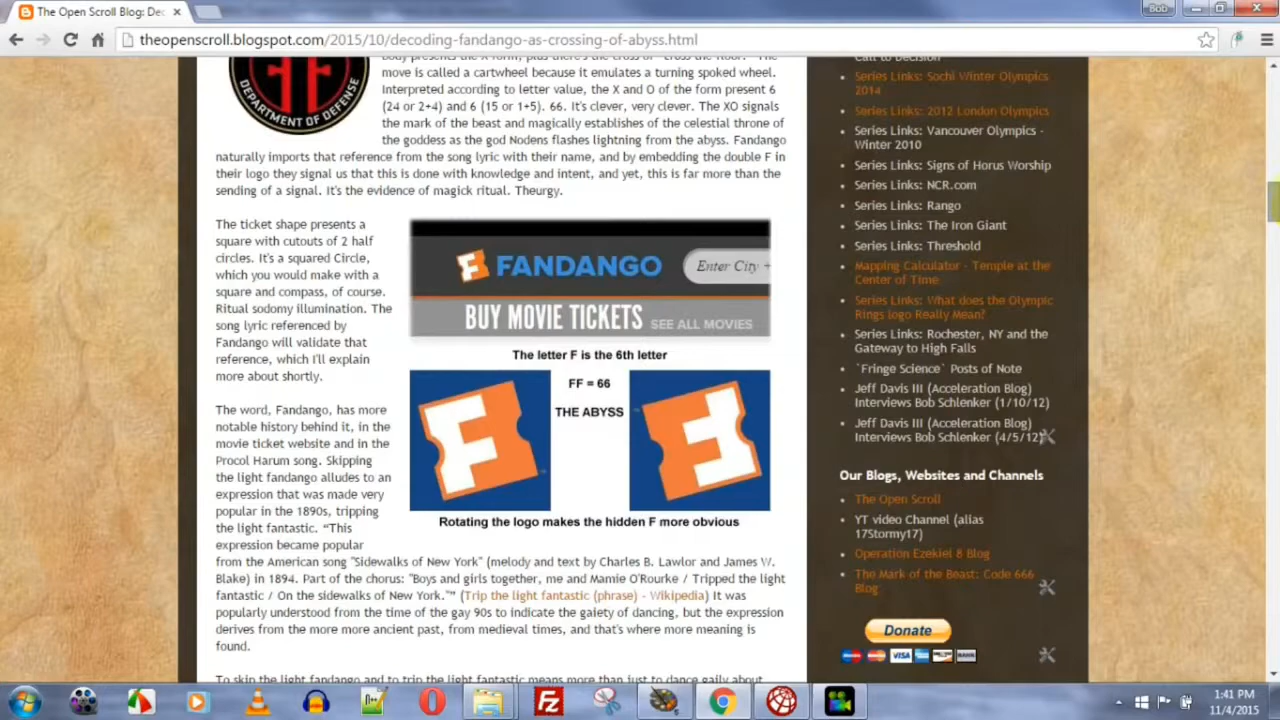 The Open Scroll Blog: Dec
Bob
theopenscroll.blogspot.com/2015/10/decoding-fandango-as-crossing-of-abyss.html
DEPARTMENT OF DEFENSE
body presents the X form, plus there's the cross of "cross the floor." The
move is called a cartwheel because it emulates a turning spoked wheel.
Interpreted according to letter value, the X and O of the form present 6
(24 or 2+4) and 6 (15 or 1+5). 66. It's clever, very clever. The XO signals
the mark of the beast and magically establishes of the celestial throne of
the goddess as the god Nodens flashes lightning from the abyss. Fandango
naturally imports that reference from the song lyric with their name, and by embedding the double F in
their logo they signal us that this is done with knowledge and intent, and yet, this is far more than the
sending of a signal. It's the evidence of magick ritual. Theurgy.
The ticket shape presents a
square with cutouts of 2 half
circles. It's a squared Circle,
which you would make with a
square and compass, of course.
Ritual sodomy illumination. The
song lyric referenced by
Fandango will validate that
reference, which I'll explain
more about shortly.
The word, Fandango, has more
notable history behind it, in the
movie ticket website and in the
Procol Harum song. Skipping
the light fandango alludes to an
expression that was made very
popular in the 1890s, tripping
the light fantastic. “This
expression became popular
from the American song "Sidewalks of New York" (melody and text by Charles B. Lawlor and James W.
Blake) in 1894. Part of the chorus: "Boys and girls together, me and Mamie O'Rourke / Tripped the light
fantastic / On the sidewalks of New York."” (Trip the light fantastic (phrase) - Wikipedia) It was
popularly understood from the time of the gay 90s to indicate the gaiety of dancing, but the expression
derives from the more more ancient past, from medieval times, and that's where more meaning is
found.
To skip the light fandango and to trip the light fantastic means more than just to dance gaily about
F FANDANGO
Enter City +
BUY MOVIE TICKETS SEE ALL MOVIES
The letter F is the 6th letter
FF = 66
THE ABYSS
F
Rotating the logo makes the hidden F more obvious
Call to Decision
Series Links: Sochi Winter Olympics
2014
Series Links: 2012 London Olympics
Series Links: Vancouver Olympics -
Winter 2010
Series Links: Signs of Horus Worship
Series Links: NCR.com
Series Links: Rango
Series Links: The Iron Giant
Series Links: Threshold
Mapping Calculator - Temple at the
Center of Time
Series Links: What does the Olympic
Rings logo Really Mean?
Series Links: Rochester, NY and the
Gateway to High Falls
`Fringe Science` Posts of Note
Jeff Davis III (Acceleration Blog)
Interviews Bob Schlenker (1/10/12)
Jeff Davis III (Acceleration Blog)
Interviews Bob Schlenker (4/5/12)
Our Blogs, Websites and Channels
The Open Scroll
YT video Channel (alias
17Stormy17)
Operation Ezekiel 8 Blog
The Mark of the Beast: Code 666
Blog
Donate
VISA
1:41 PM
11/4/2015